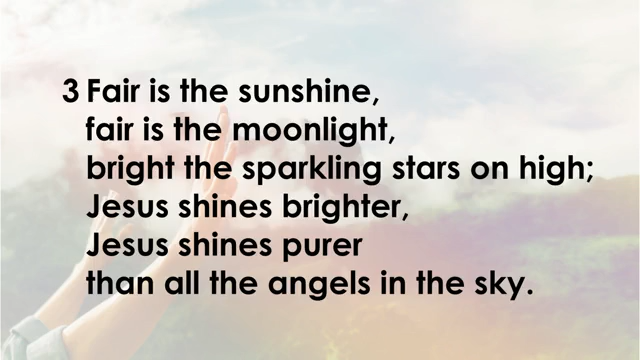 3 Fair is the sunshine,
fair is the moonlight,
bright the sparkling stars on high;
Jesus shines brighter,
Jesus shines purer
than all the angels in the sky.